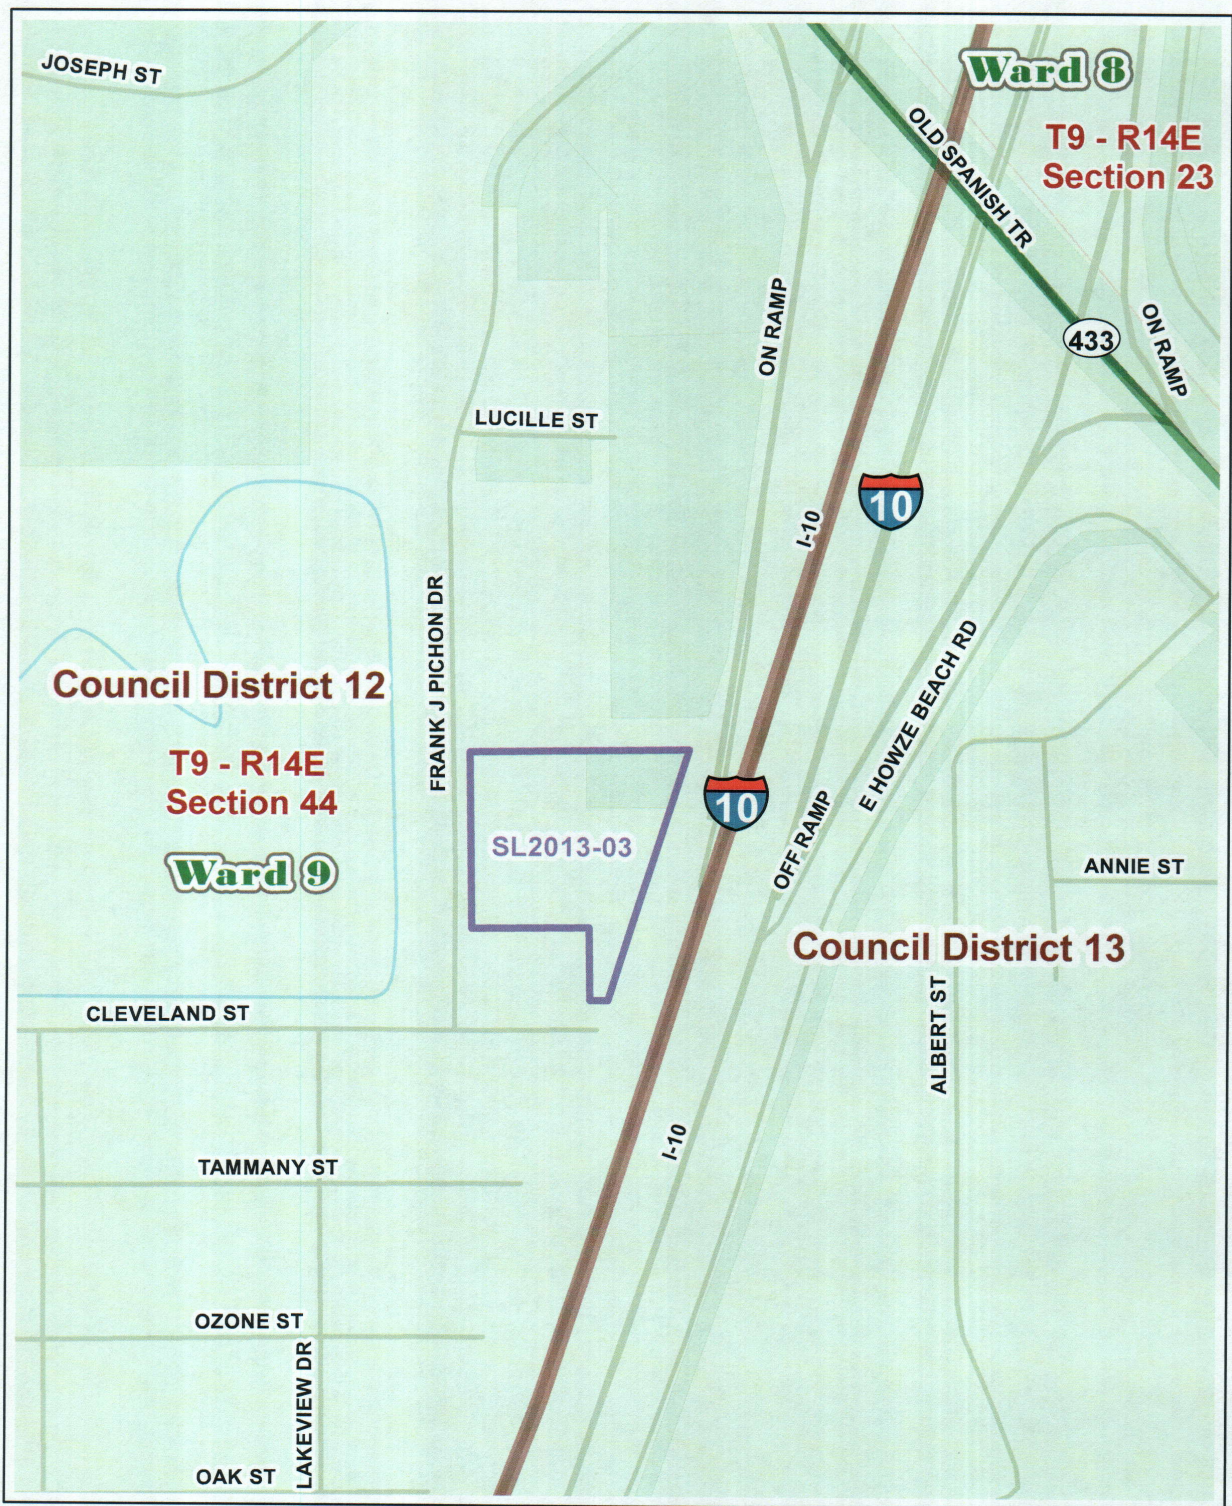 JOSEPH ST
Ward 8
T9 - R14E
Section 23
OLD SPANISH TR
ON RAMP
433
ON RAMP
LUCILLE ST
10
I-10
FRANK J PICHON DR
E HOWZE BEACH RD
Council District 12
T9 - R14E
Section 44
Ward 9
10
SL2013-03
OFF RAMP
ANNIE ST
Council District 13
ALBERT ST
CLEVELAND ST
I-10
TAMMANY ST
OZONE ST
LAKEVIEW DR
OAK ST